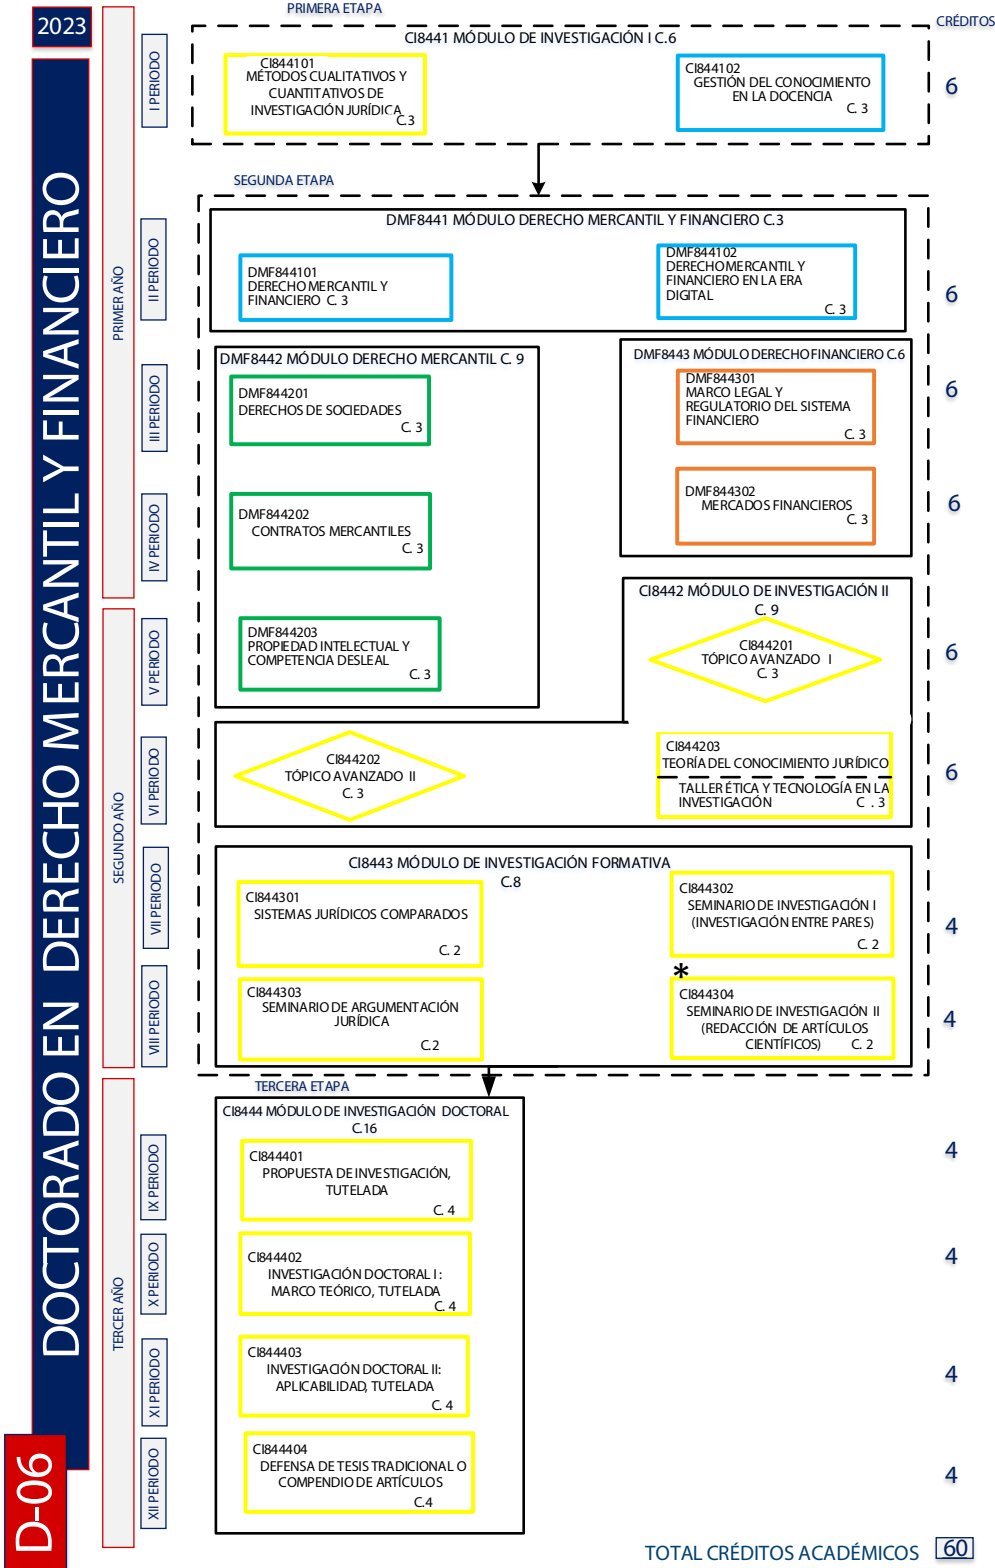 2023
DOCTORADO EN DERECHO MERCANTIL Y FINANCIERO
D-06
PRIMERA ETAPA
CRÉDITOS
PRIMER AÑO
I PERIODO
CI8441 MÓDULO DE INVESTIGACIÓN I C.6
CI844101
MÉTODOS CUALITATIVOS Y
CUANTITATIVOS DE
INVESTIGACIÓN JURÍDICA
C.3
CI844102
GESTIÓN DEL CONOCIMIENTO
EN LA DOCENCIA
C. 3
6
SEGUNDA ETAPA
II PERIODO
DMF8441 MÓDULO DERECHO MERCANTIL Y FINANCIERO C.3
DMF844101
DERECHO MERCANTIL Y
FINANCIERO C. 3
DMF844102
DERECHO MERCANTIL Y
FINANCIERO EN LA ERA
DIGITAL
C. 3
6
III PERIODO
DMF8442 MÓDULO DERECHO MERCANTIL C. 9
DMF844201
DERECHOS DE SOCIEDADES
C. 3
DMF8443 MÓDULO DERECHO FINANCIERO C.6
DMF844301
MARCO LEGAL Y
REGULATORIO DEL SISTEMA
FINANCIERO
C. 3
6
IV PERIODO
DMF844202
CONTRATOS MERCANTILES
C. 3
DMF844302
MERCADOS FINANCIEROS
C. 3
6
SEGUNDO AÑO
V PERIODO
DMF844203
PROPIEDAD INTELECTUAL Y
COMPETENCIA DESLEAL
C. 3
CI8442 MÓDULO DE INVESTIGACIÓN II
C. 9
CI844201
TÓPICO AVANZADO I
C. 3
6
VI PERIODO
CI844202
TÓPICO AVANZADO II
C. 3
CI844203
TEORÍA DEL CONOCIMIENTO JURÍDICO
TALLER ÉTICA Y TECNOLOGÍA EN LA
INVESTIGACIÓN C . 3
6
VII PERIODO
CI8443 MÓDULO DE INVESTIGACIÓN FORMATIVA
C.8
CI844301
SISTEMAS JURÍDICOS COMPARADOS
C. 2
CI844302
SEMINARIO DE INVESTIGACIÓN I
(INVESTIGACIÓN ENTRE PARES)
C. 2
4
VIII PERIODO
CI844303
SEMINARIO DE ARGUMENTACIÓN
JURÍDICA
C.2
*
CI844304
SEMINARIO DE INVESTIGACIÓN II
(REDACCIÓN DE ARTÍCULOS
CIENTÍFICOS) C. 2
4
TERCERA ETAPA
TERCER AÑO
CI8444 MÓDULO DE INVESTIGACIÓN DOCTORAL
C.16
IX PERIODO
CI844401
PROPUESTA DE INVESTIGACIÓN,
TUTELADA
C. 4
4
X PERIODO
CI844402
INVESTIGACIÓN DOCTORAL I :
MARCO TEÓRICO, TUTELADA
C. 4
4
XI PERIODO
CI844403
INVESTIGACIÓN DOCTORAL II:
APLICABILIDAD, TUTELADA
C. 4
4
XII PERIODO
CI844404
DEFENSA DE TESIS TRADICIONAL O
COMPENDIO DE ARTÍCULOS
C.4
4
TOTAL CRÉDITOS ACADÉMICOS 60